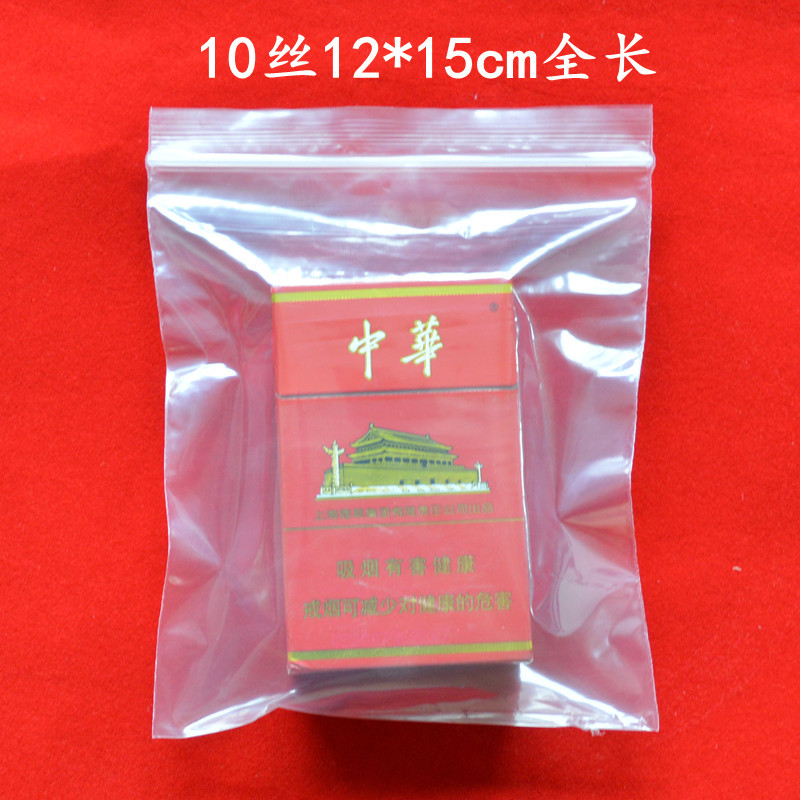 10丝12*15cm全长
中華
吸烟有害健康
戒烟可减少对健康的危害